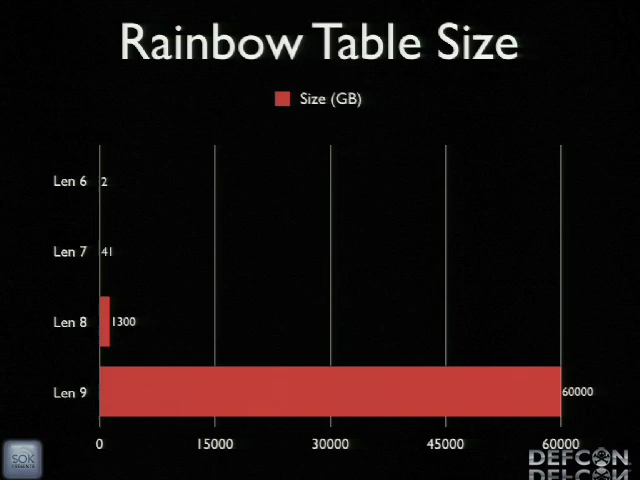 Rainbow Table Size
Size (GB)
Len 6 2
Len 7 41
Len 8 1300
Len 9 60000
0 15000 30000 45000 60000
SOK
DEFCON